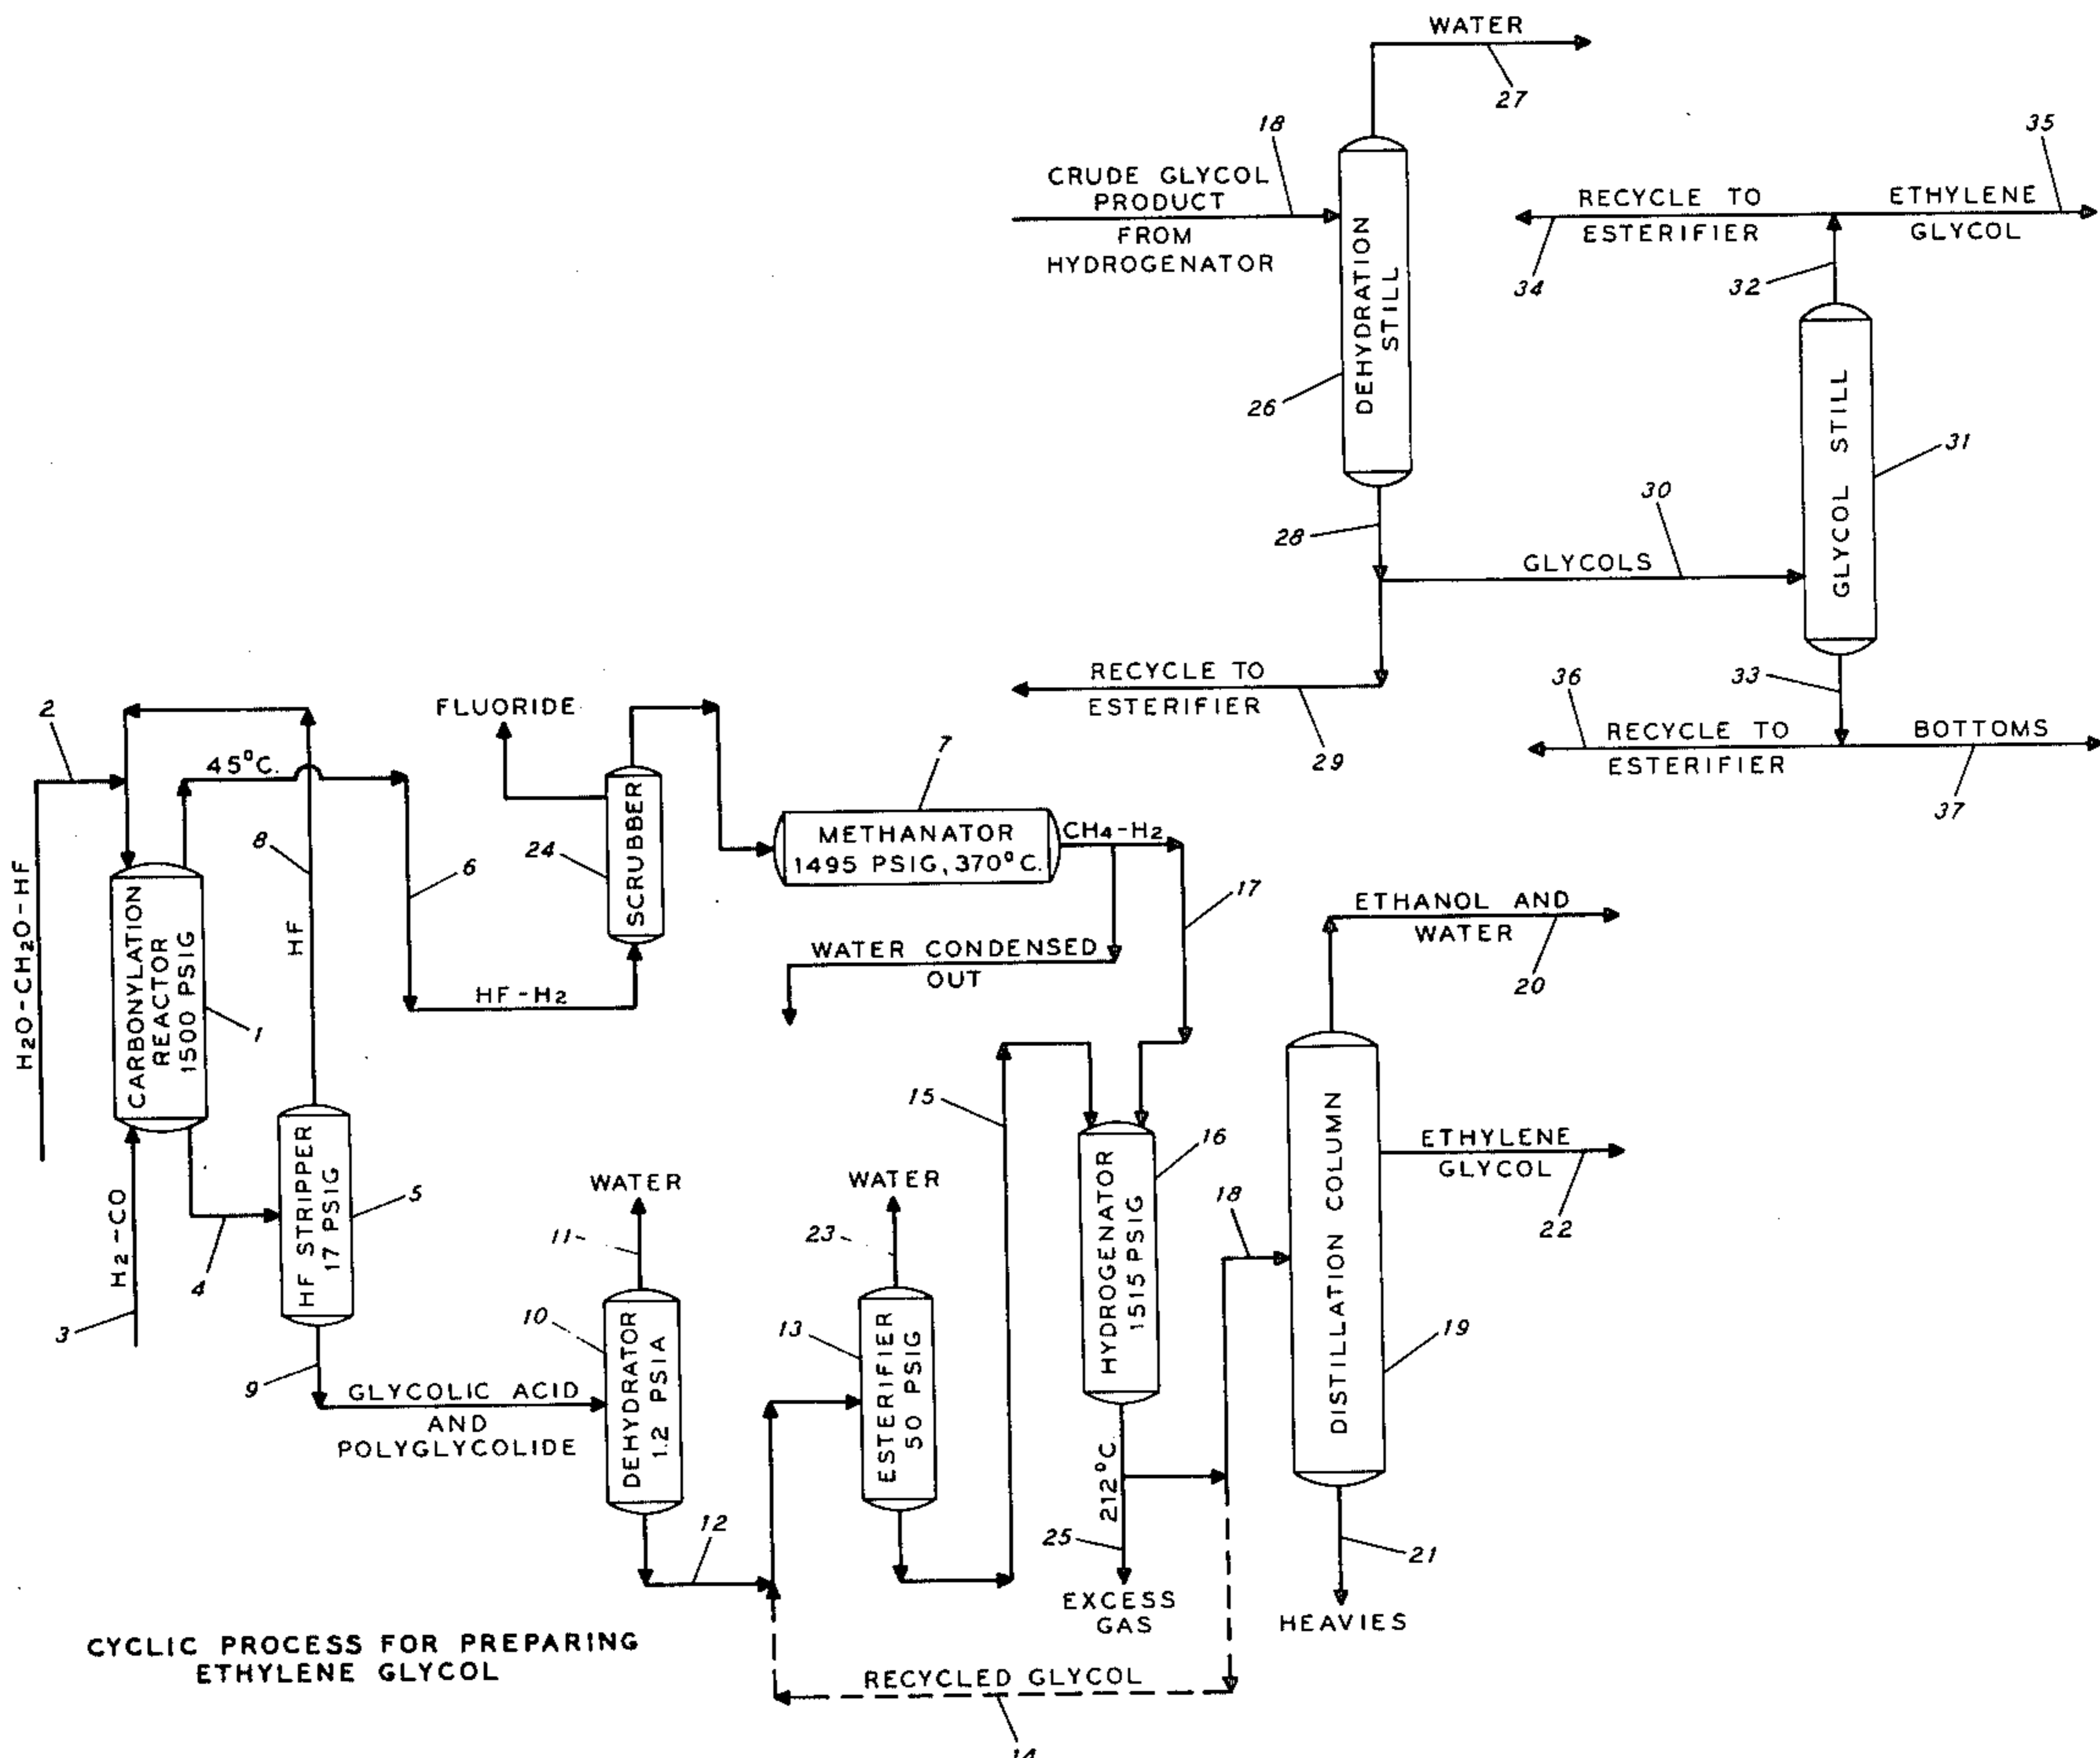 WATER
27
18
35
CRUDE GLYCOL
PRODUCT
FROM
HYDROGENATOR
RECYCLE TO
ESTERIFIER
34
ETHYLENE
GLYCOL
32
DEHYDRATION
STILL
26
GLYCOL STILL
31
28
GLYCOLS
30
RECYCLE TO
ESTERIFIER
29
33
36
RECYCLE TO
ESTERIFIER
BOTTOMS
37
2
H2O-CH2O-HF
45°C.
8
HF
6
FLUORIDE
24
SCRUBBER
HF-H2
7
METHANATOR
1495 PSIG, 370°C.
CH4-H2
17
WATER CONDENSED
OUT
CARBONYLATION
REACTOR
1500 PSIG
1
H2-CO
3
4
HF STRIPPER
17 PSIG
5
9
GLYCOLIC ACID
AND
POLYGLYCOLIDE
WATER
11
10
DEHYDRATOR
1.2 PSIA
12
WATER
23
13
ESTERIFIER
50 PSIG
15
16
HYDROGENATOR
1515 PSIG
212°C.
25
EXCESS
GAS
18
ETHANOL AND
WATER
20
DISTILLATION COLUMN
19
ETHYLENE
GLYCOL
22
21
HEAVIES
RECYCLED GLYCOL
14
CYCLIC PROCESS FOR PREPARING
ETHYLENE GLYCOL